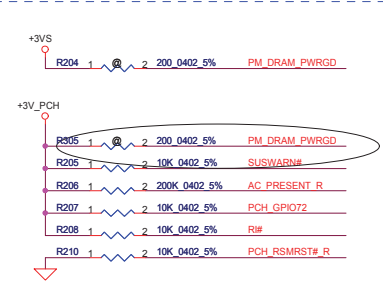 +3VS
R204 1 @ 2 200_0402_5% PM_DRAM_PWRGD
+3V_PCH
R305 1 @ 2 200_0402_5% PM_DRAM_PWRGD
R205 1 2 10K_0402_5% SUSWARN#
R206 1 2 200K_0402_5% AC_PRESENT_R
R207 1 2 10K_0402_5% PCH_GPIO72
R208 1 2 10K_0402_5% RI#
R210 1 2 10K_0402_5% PCH_RSMRST#_R